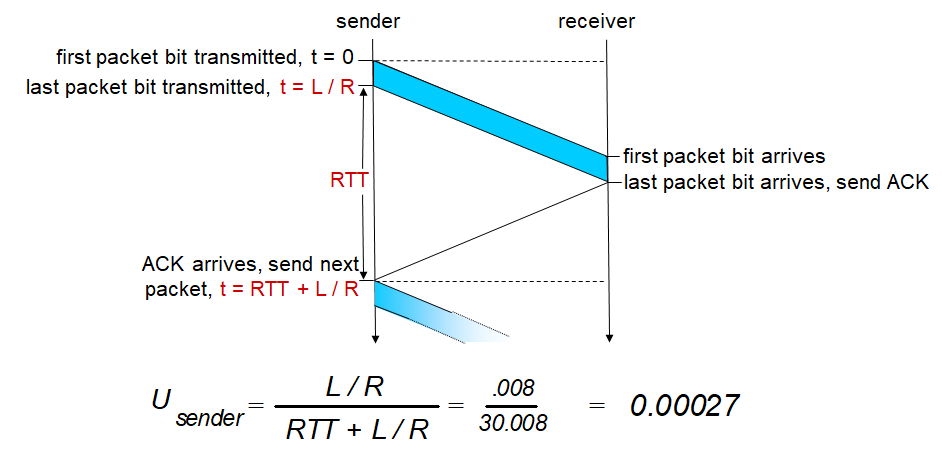 sender
receiver
first packet bit transmitted, t = 0
last packet bit transmitted, t = L / R
first packet bit arrives
last packet bit arrives, send ACK
RTT
ACK arrives, send next
packet, t = RTT + L / R
U sender = L / R / RTT + L / R = .008 / 30.008 = 0.00027